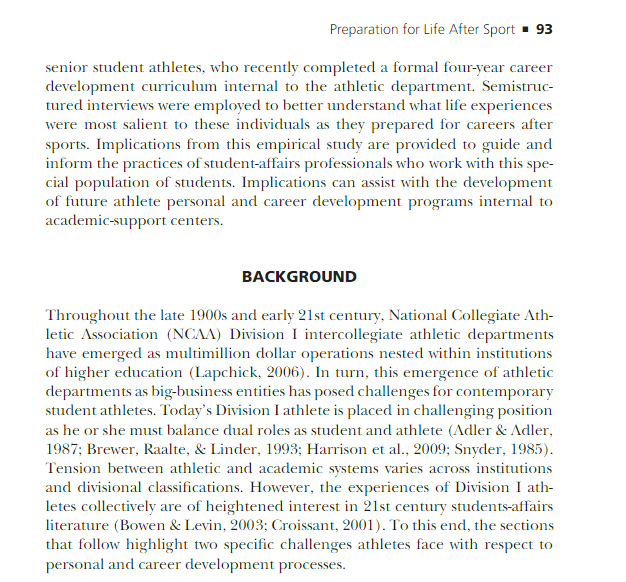 Preparation for Life After Sport ■ 93
senior student athletes, who recently completed a formal four-year career
development curriculum internal to the athletic department. Semistruc-
tured interviews were employed to better understand what life experiences
were most salient to these individuals as they prepared for careers after
sports. Implications from this empirical study are provided to guide and
inform the practices of student-affairs professionals who work with this spe-
cial population of students. Implications can assist with the development
of future athlete personal and career development programs internal to
academic-support centers.
BACKGROUND
Throughout the late 1900s and early 21st century, National Collegiate Ath-
letic Association (NCAA) Division I intercollegiate athletic departments
have emerged as multimillion dollar operations nested within institutions
of higher education (Lapchick, 2006). In turn, this emergence of athletic
departments as big-business entities has posed challenges for contemporary
student athletes. Today's Division I athlete is placed in challenging position
as he or she must balance dual roles as student and athlete (Adler & Adler,
1987; Brewer, Raalte, & Linder, 1993; Harrison et al., 2009; Snyder, 1985).
Tension between athletic and academic systems varies across institutions
and divisional classifications. However, the experiences of Division I ath-
letes collectively are of heightened interest in 21st century students-affairs
literature (Bowen & Levin, 2003; Croissant, 2001). To this end, the sections
that follow highlight two specific challenges athletes face with respect to
personal and career development processes.